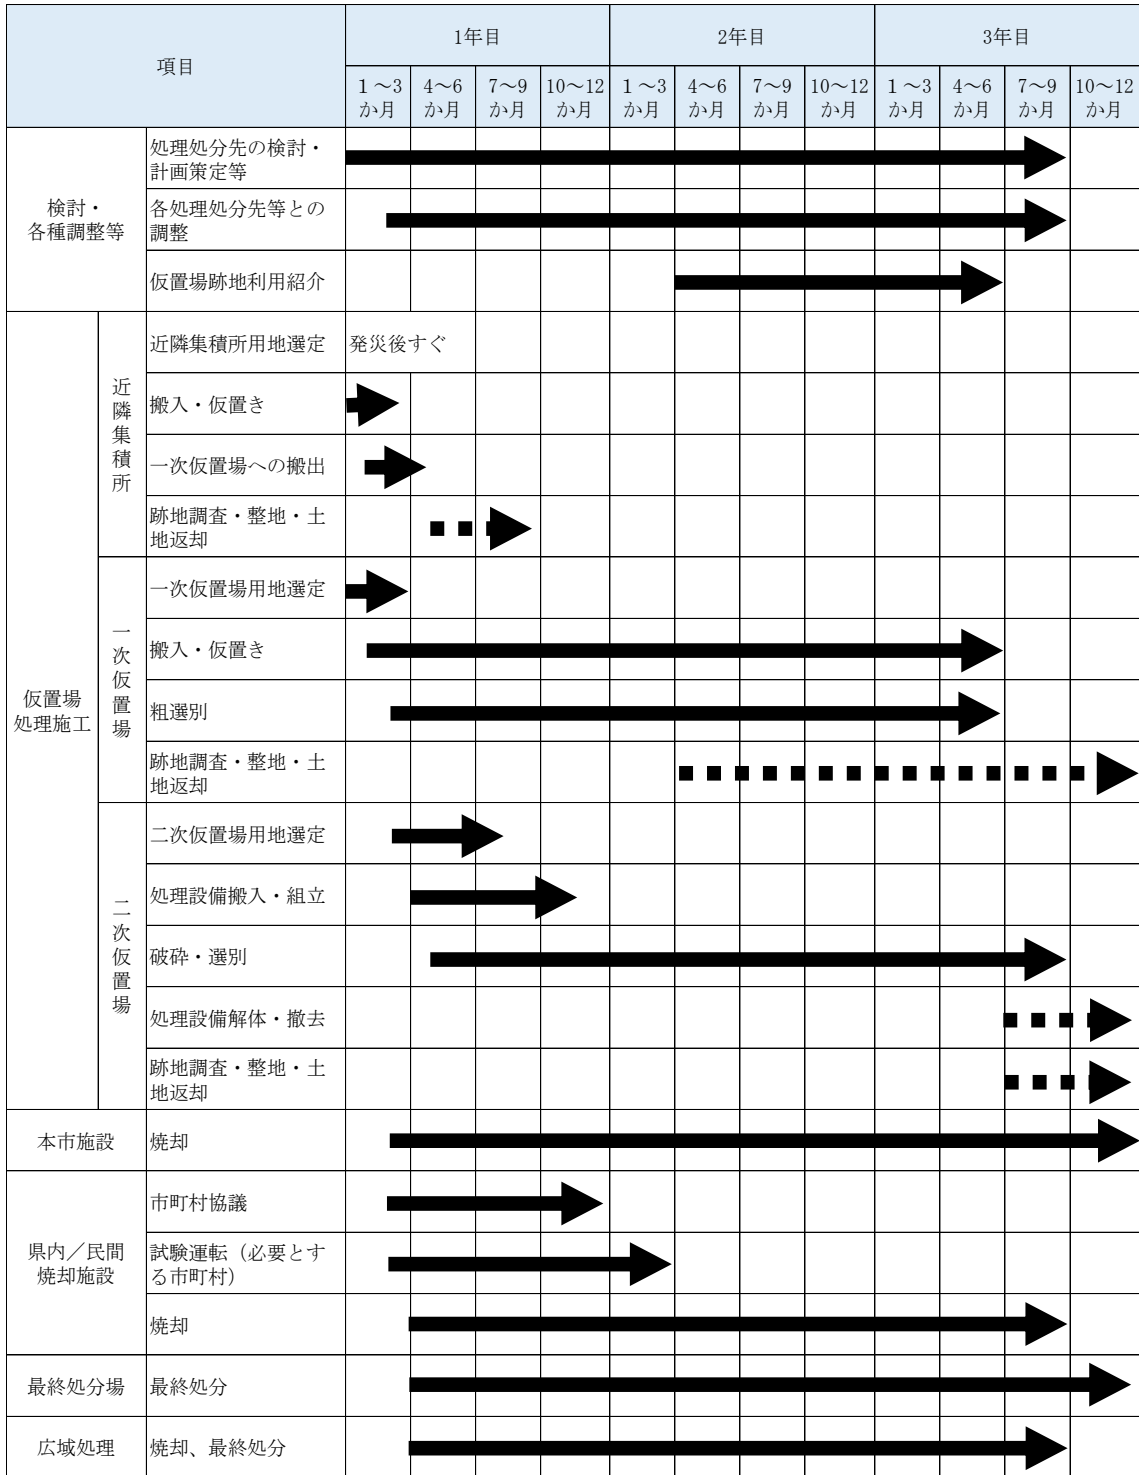 項目
1年目
2年目
3年目
1～3
か月
4～6
か月
7～9
か月
10～12
か月
1～3
か月
4～6
か月
7～9
か月
10～12
か月
1～3
か月
4～6
か月
7～9
か月
10～12
か月
検討・
各種調整等
処理処分先の検討・
計画策定等
各処理処分先等との
調整
仮置場跡地利用紹介
仮置場
処理施工
近隣集積所
近隣集積所用地選定
発災後すぐ
搬入・仮置き
一次仮置場への搬出
跡地調査・整地・土
地返却
一次仮置場
一次仮置場用地選定
搬入・仮置き
粗選別
跡地調査・整地・土
地返却
二次仮置場
二次仮置場用地選定
処理設備搬入・組立
破砕・選別
処理設備解体・撤去
跡地調査・整地・土
地返却
本市施設
焼却
県内／民間
焼却施設
市町村協議
試験運転（必要とす
る市町村）
焼却
最終処分場
最終処分
広域処理
焼却、最終処分